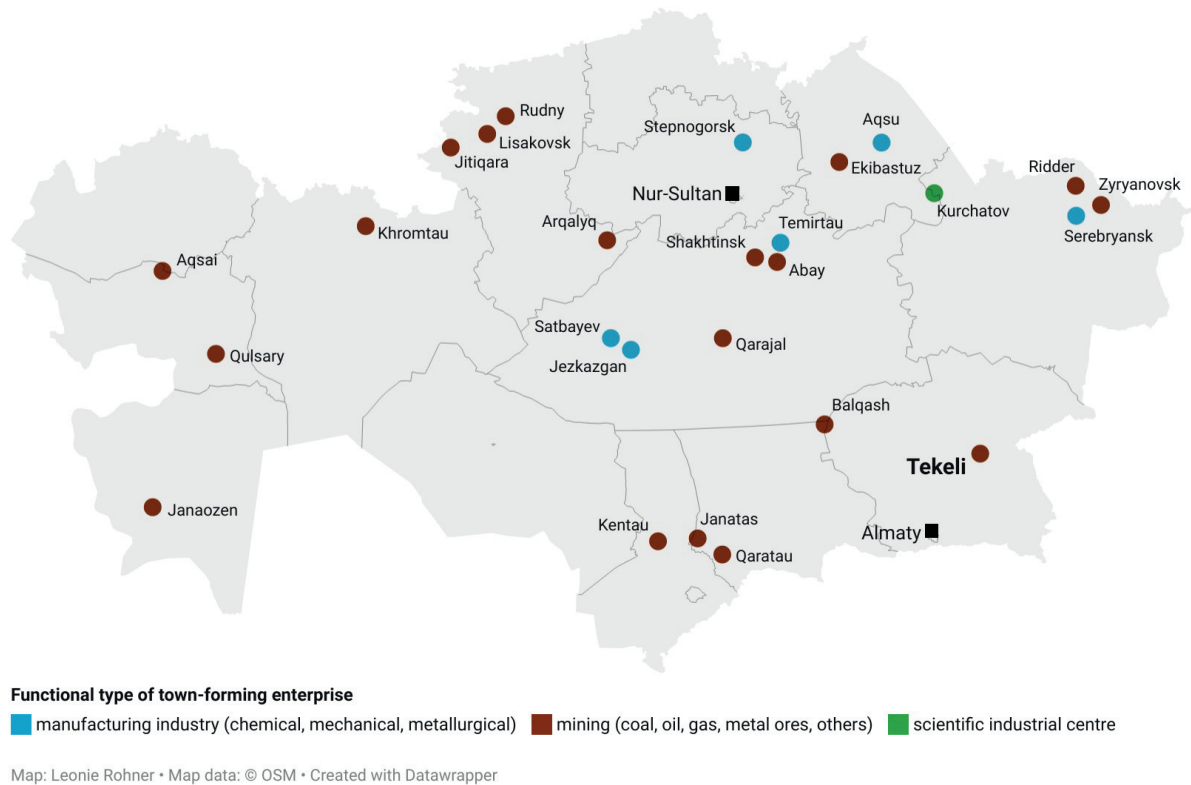 Rudny
Stepnogorsk
Aqsu
Lisakovsk
Jitiqara
Ekibastuz
Ridder
Zyryanovsk
Nur-Sultan
Kurchatov
Khromtau
Arqalyq
Temirtau
Serebryansk
Shakhtinsk
Abay
Aqsai
Satbayev
Qarajal
Qulsary
Jezkazgan
Balqash
Tekeli
Janaozen
Kentau
Janatas
Almaty
Qaratau
Functional type of town-forming enterprise
manufacturing industry (chemical, mechanical, metallurgical) mining (coal, oil, gas, metal ores, others) scientific industrial centre
Map: Leonie Rohner • Map data: © OSM • Created with Datawrapper